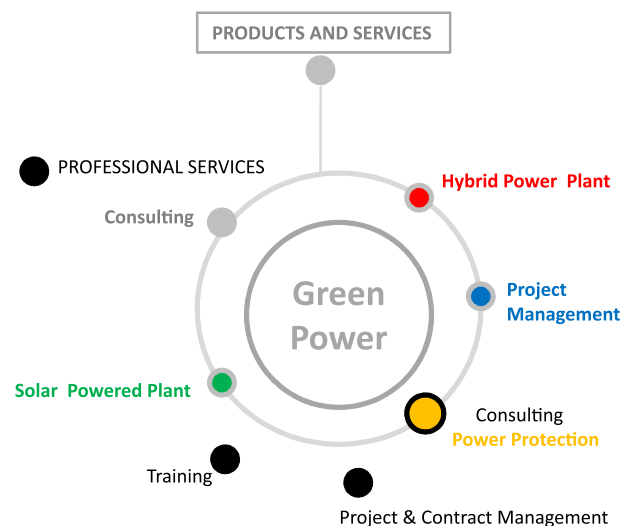 PRODUCTS AND SERVICES
PROFESSIONAL SERVICES
Hybrid Power Plant
Consulting
Green
Power
Project
Management
Solar Powered Plant
Consulting
Power Protection
Training
Project & Contract Management